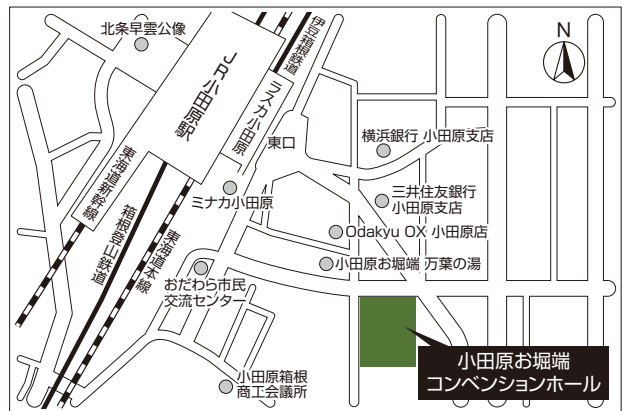 北条早雲公像
N
JR小田原駅
伊豆箱根鉄道
ラスカ小田原
東口
横浜銀行 小田原支店
三井住友銀行
小田原支店
ミナカ小田原
東海道新幹線
箱根登山鉄道
東海道本線
Odakyu OX 小田原店
小田原お堀端 万葉の湯
おだわら市民
交流センター
小田原お堀端
コンベンションホール
小田原箱根
商工会議所